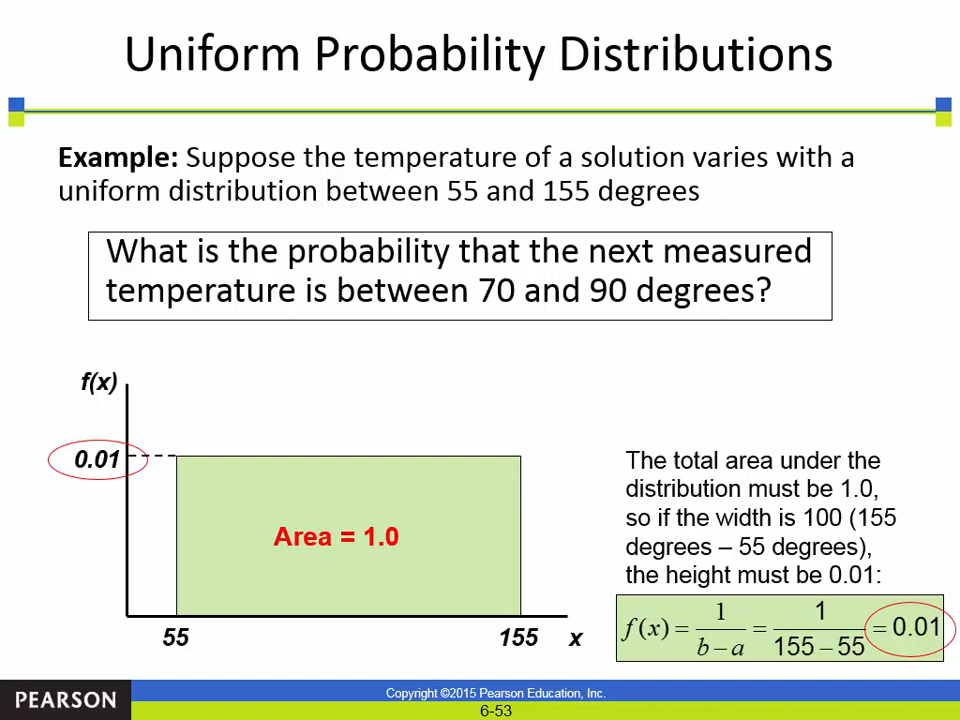 Uniform Probability Distributions
Example: Suppose the temperature of a solution varies with a
uniform distribution between 55 and 155 degrees
What is the probability that the next measured
temperature is between 70 and 90 degrees?
f(x)
0.01
Area = 1.0
55
155
x
The total area under the
distribution must be 1.0,
so if the width is 100 (155
degrees – 55 degrees),
the height must be 0.01:
f(x) = 1/(b – a) = 1/(155 – 55) = 0.01
PEARSON
Copyright ©2015 Pearson Education, Inc.
6-53